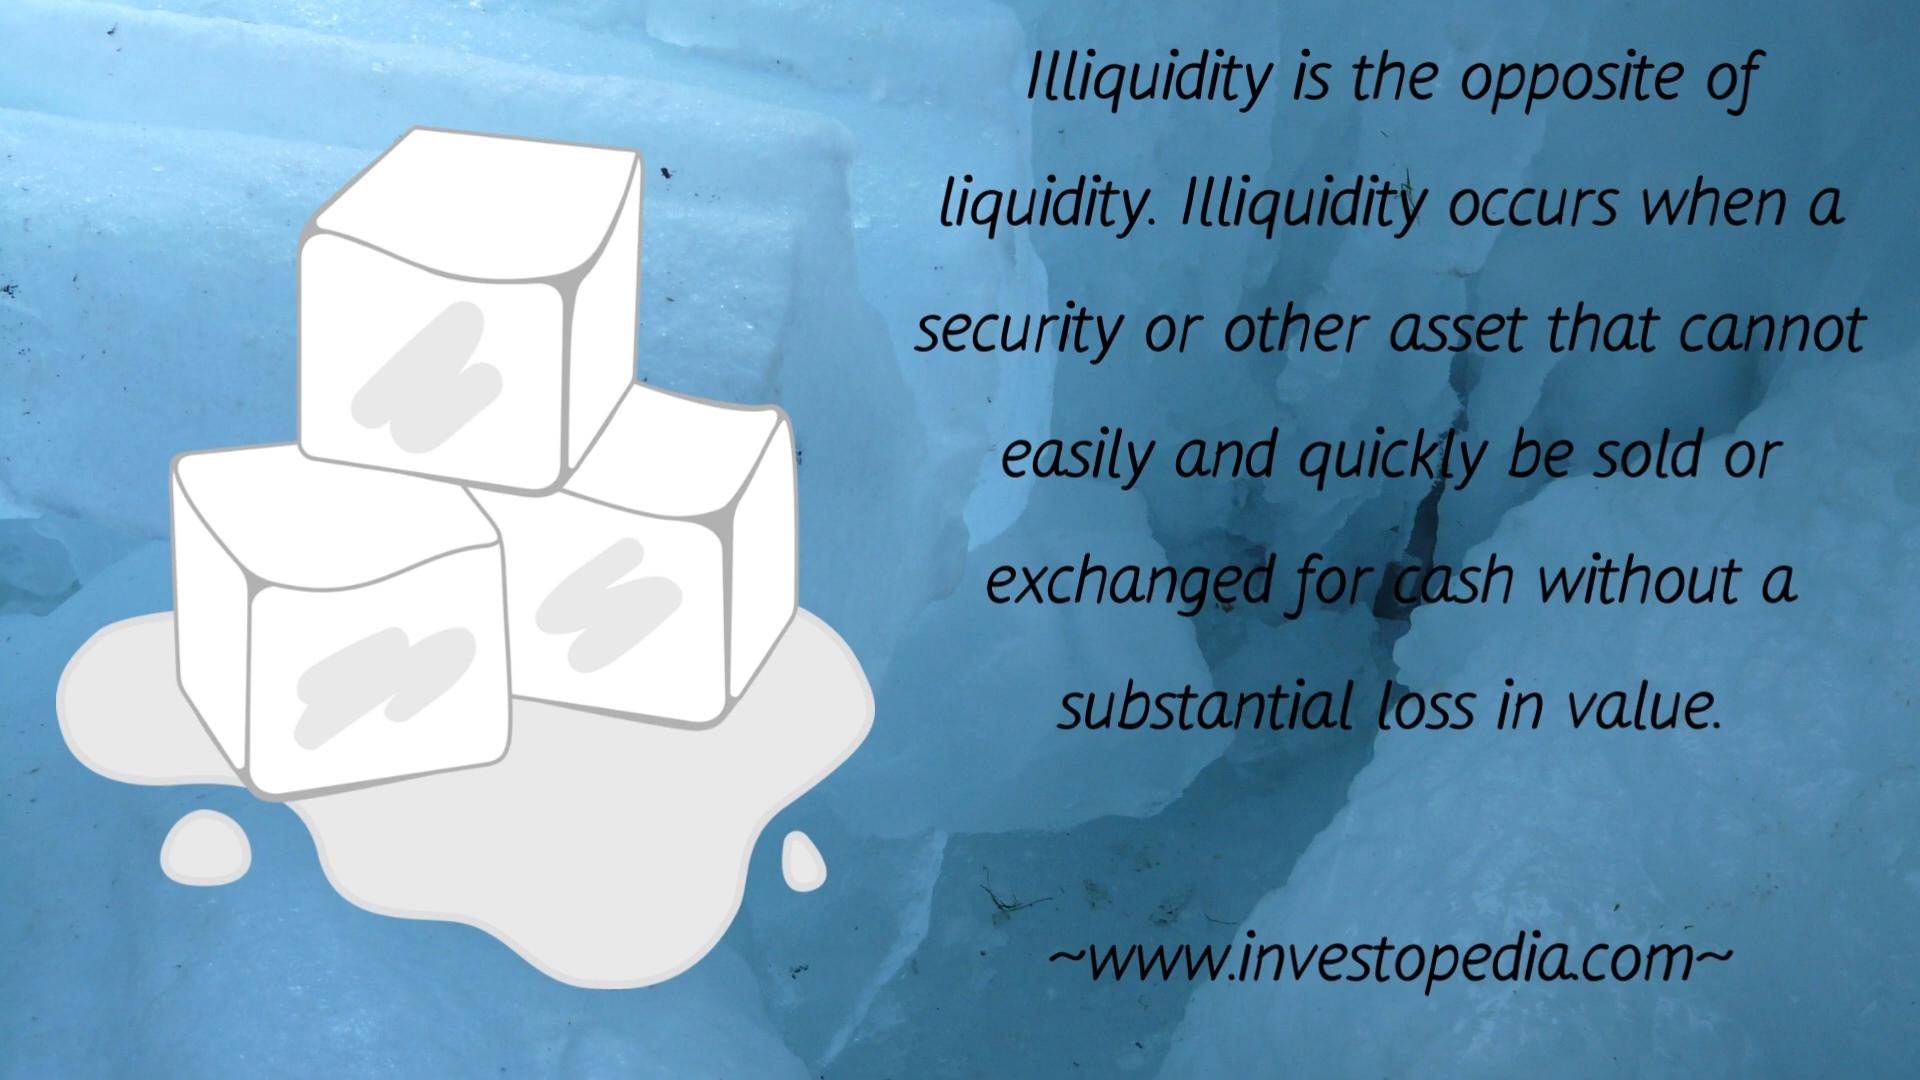 Illiquidity is the opposite of
liquidity. Illiquidity occurs when a
security or other asset that cannot
easily and quickly be sold or
exchanged for cash without a
substantial loss in value.
~www.investopedia.com~